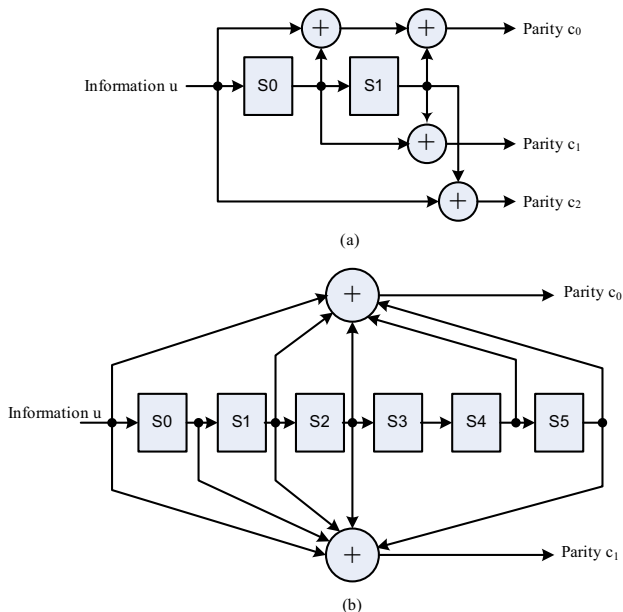 Parity c₀
Information u
S0
S1
Parity c₁
Parity c₂
(a)
Parity c₀
Information u
S0
S1
S2
S3
S4
S5
Parity c₁
(b)